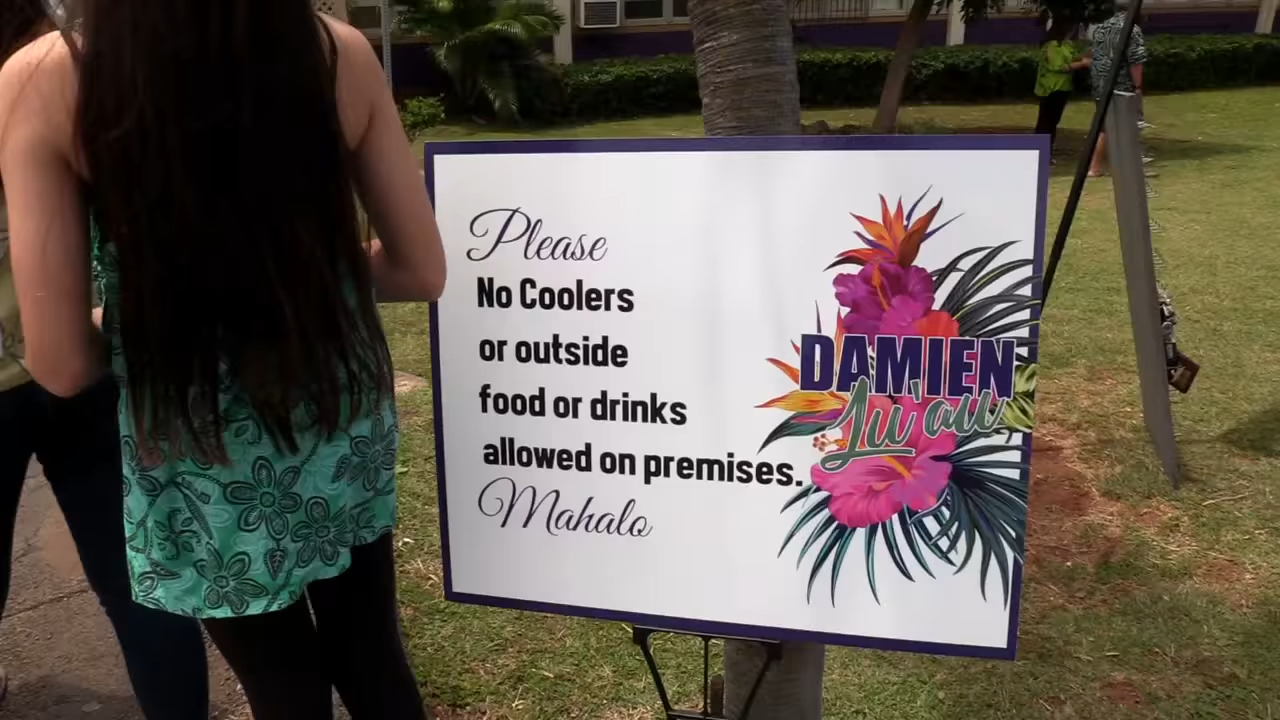 Please
No Coolers
or outside
food or drinks
allowed on premises.
Mahalo
DAMIEN
Lu'au